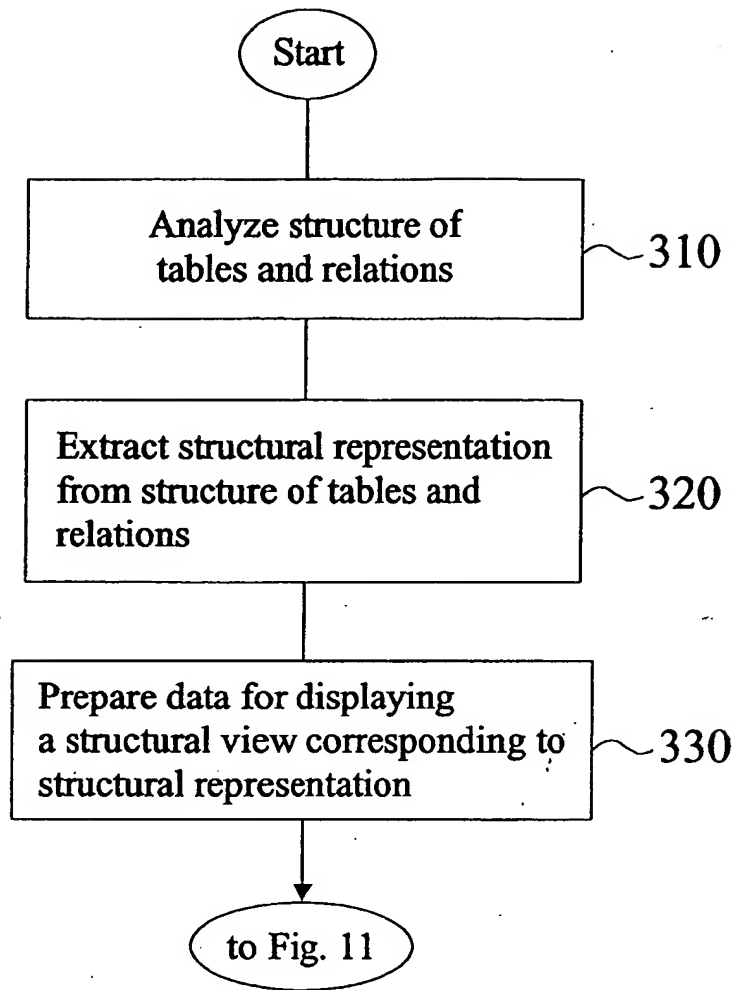 Start
Analyze structure of
tables and relations
310
Extract structural representation
from structure of tables and
relations
320
Prepare data for displaying
a structural view corresponding to
structural representation
330
to Fig. 11